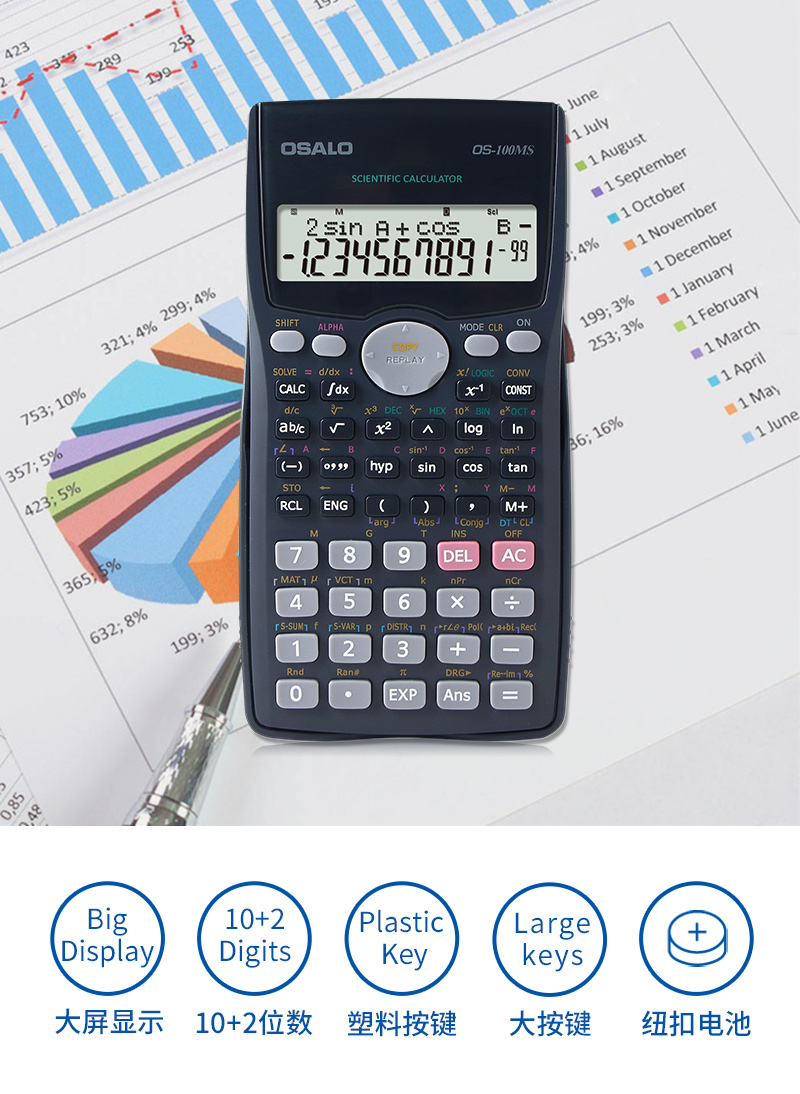 423
345
289
253
199
June
1 July
1 August
1 September
1 October
1 November
1 December
1 January
1 February
1 March
1 April
1 May
1 June
199; 3%
253; 3%
36; 16%
299; 4%
321; 4%
753; 10%
357; 5%
423; 5%
365; 5%
632; 8%
199; 3%
0,85
0,48
OSALO OS-100MS
SCIENTIFIC CALCULATOR
M D Sci
2 sin A + cos B -
-1.234567891 -99
SHIFT ALPHA MODE CLR ON
COPY
REPLAY
SOLVE = d/dx : x! LOGIC CONV
CALC ∫dx x⁻¹ CONST
d/c ³√ x³ DEC ˣ√ HEX 10ˣ BIN eˣ OCT e
ab/c √ x² ^ log ln
∠ A ← B C sin⁻¹ D cos⁻¹ E tan⁻¹ F
(−) °,,, hyp sin cos tan
STO ← i X ; Y M- M
RCL ENG ( ) , M+
arg Abs Conjg DT CL
M G T INS OFF
7 8 9 DEL AC
MAT µ VCT m k nPr nCr
4 5 6 × ÷
S-SUM f S-VAR p DISTR n ▸r∠θ Pol( ▸a+bi Rec(
1 2 3 + −
Rnd Ran# π DRG▸ Re↔Im %
0 • EXP Ans =
Big
Display
10+2
Digits
Plastic
Key
Large
keys
+
大屏显示
10+2位数
塑料按键
大按键
纽扣电池